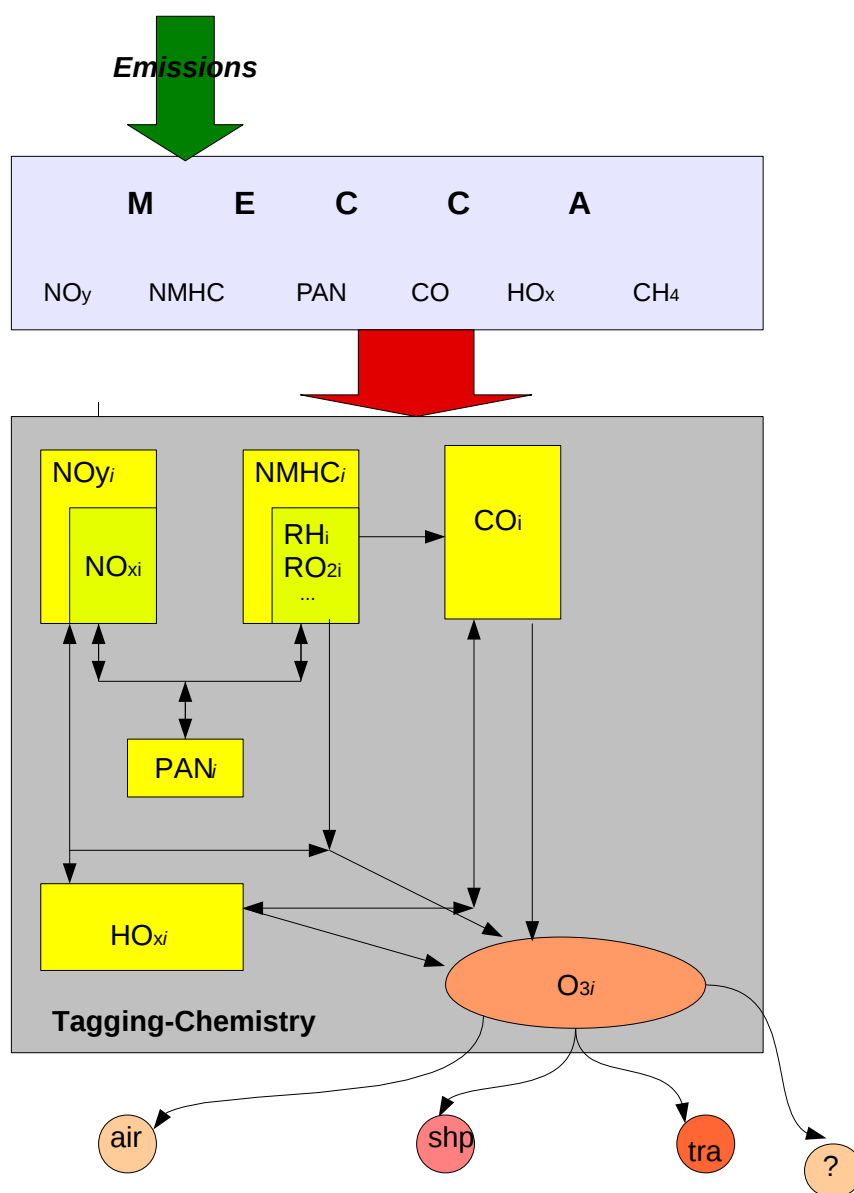 Emissions
M E C C A
NOy NMHC PAN CO HOx CH4
NOyi NMHCi
COi
RHi
NOxi RO2i
...
PANi
HOxi
O3i
Tagging-Chemistry
air shp tra ?